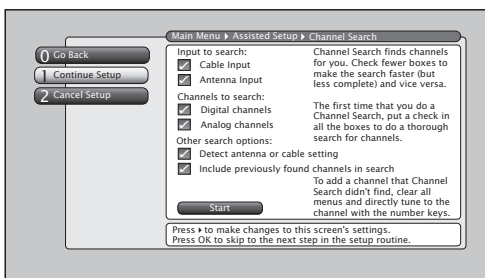 Main Menu ▸ Assisted Setup ▸ Channel Search
0 Go Back
1 Continue Setup
2 Cancel Setup
Input to search:
Cable Input
Antenna Input
Channels to search:
Digital channels
Analog channels
Other search options:
Detect antenna or cable setting
Include previously found channels in search
Start
Channel Search finds channels
for you. Check fewer boxes to
make the search faster (but
less complete) and vice versa.
The first time that you do a
Channel Search, put a check in
all the boxes to do a thorough
search for channels.
To add a channel that Channel
Search didn't find, clear all
menus and directly tune to the
channel with the number keys.
Press ▸ to make changes to this screen's settings.
Press OK to skip to the next step in the setup routine.